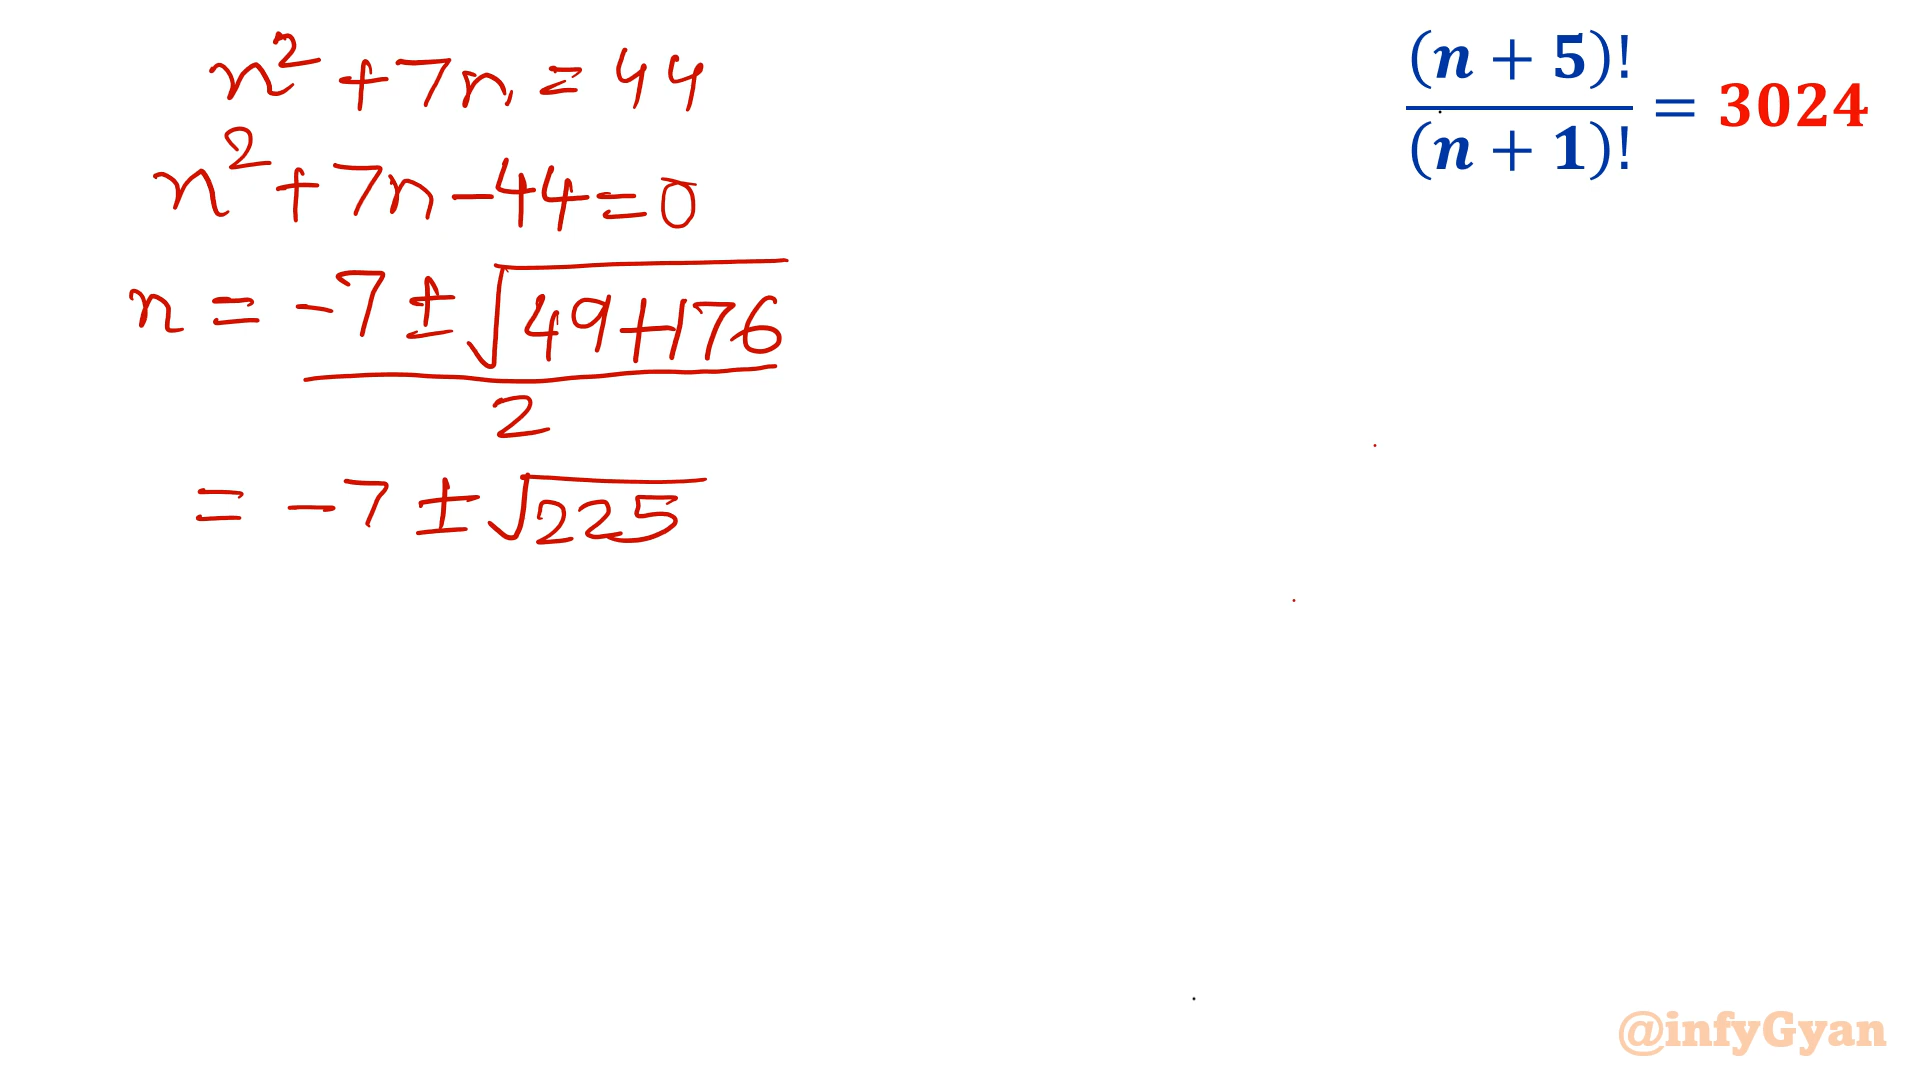 n² + 7n = 44
n² + 7n - 44 = 0
n = -7 ± √49+176
2
= -7 ± √225
(n + 5)!
(n + 1)! = 3024
@infyGyan